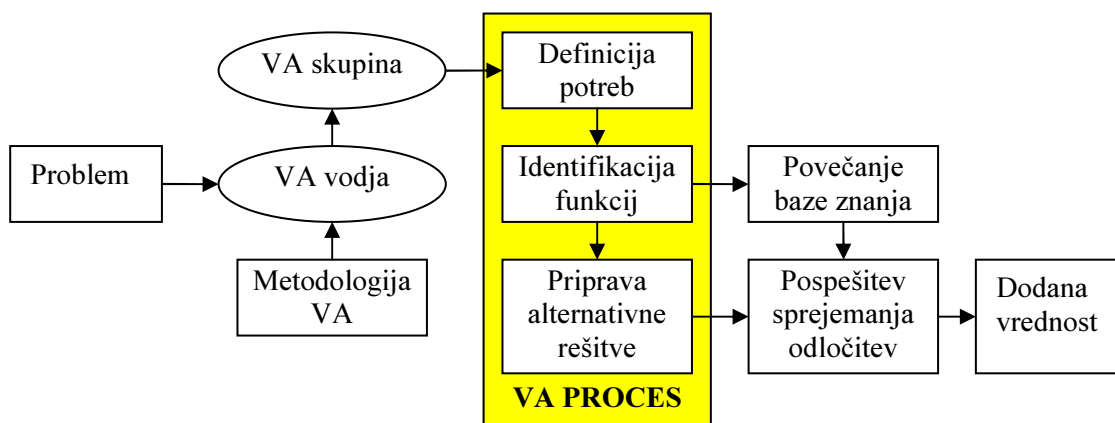 VA skupina
Problem
VA vodja
Metodologija
VA
Definicija
potreb
Identifikacija
funkcij
Priprava
alternativne
rešitve
VA PROCES
Povečanje
baze znanja
Pospešitev
sprejemanja
odločitev
Dodana
vrednost